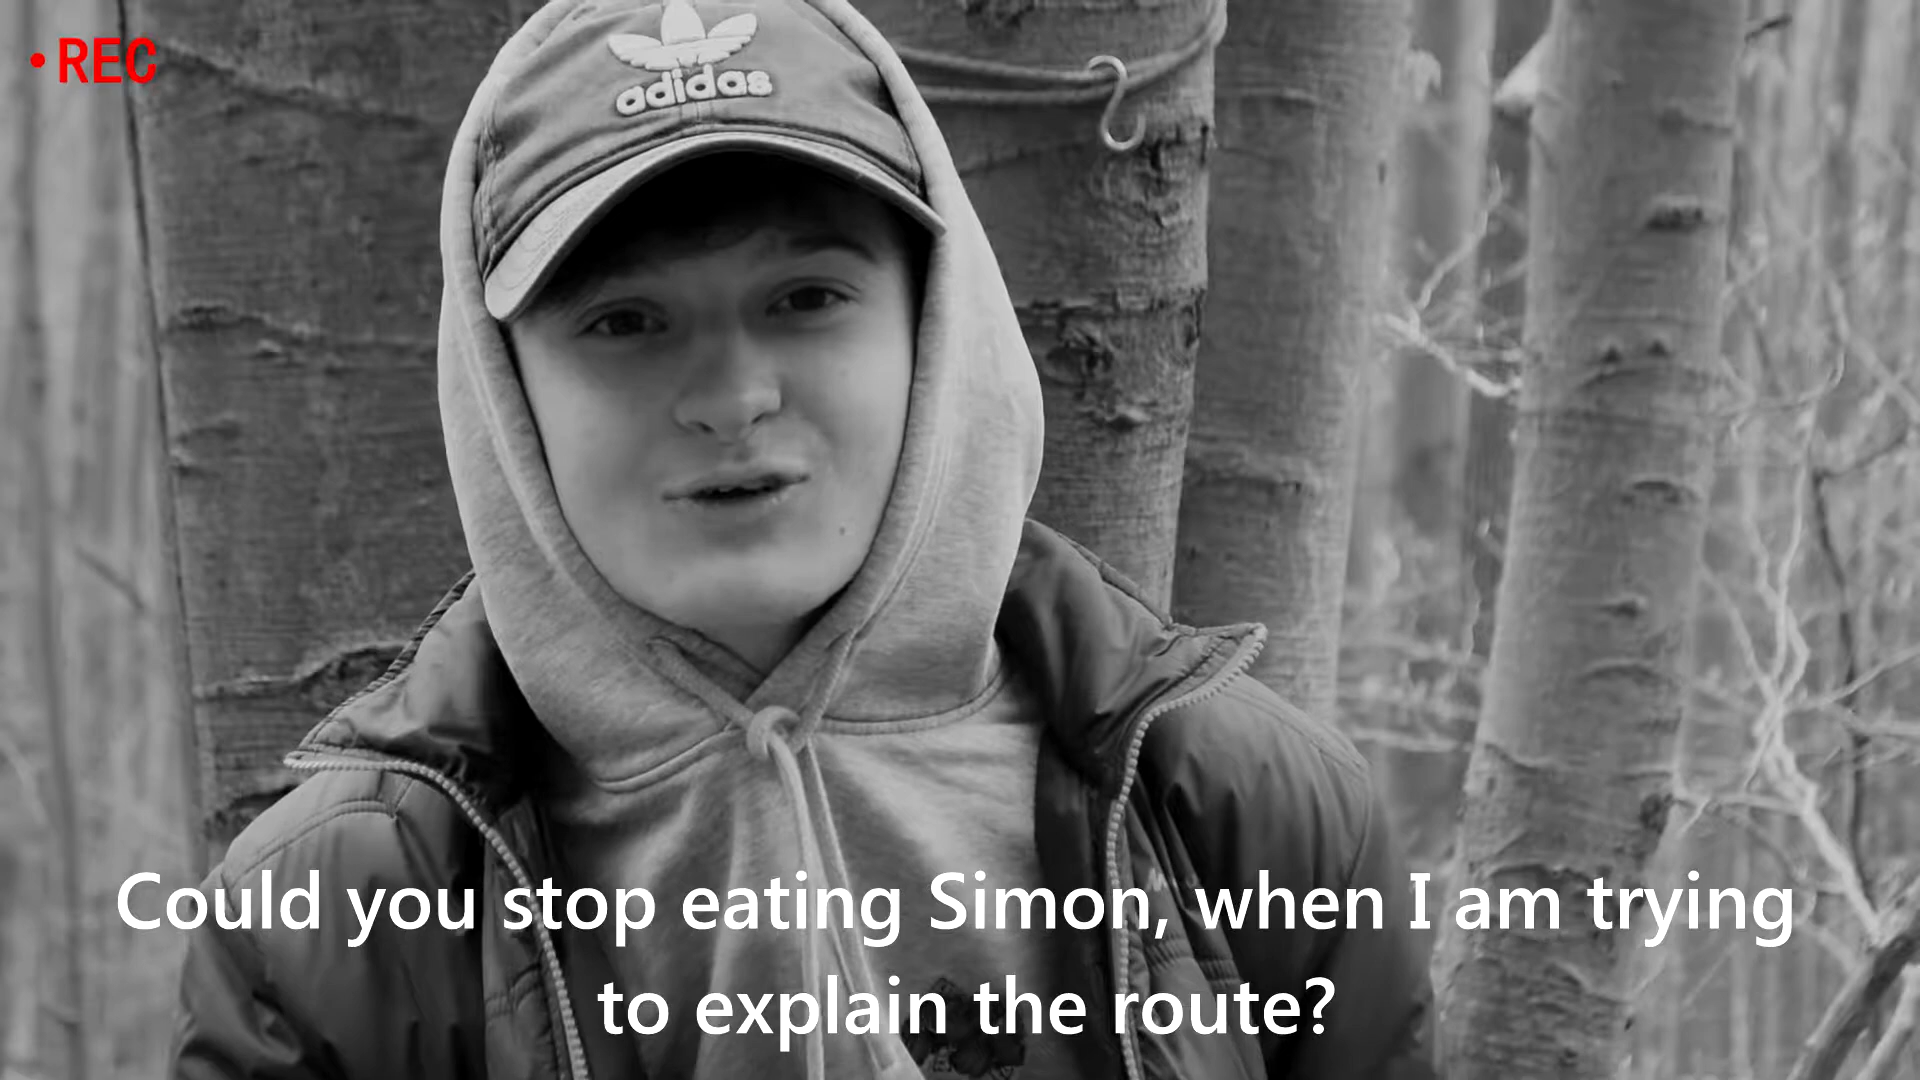 • REC
adidas
Could you stop eating Simon, when I am trying
to explain the route?